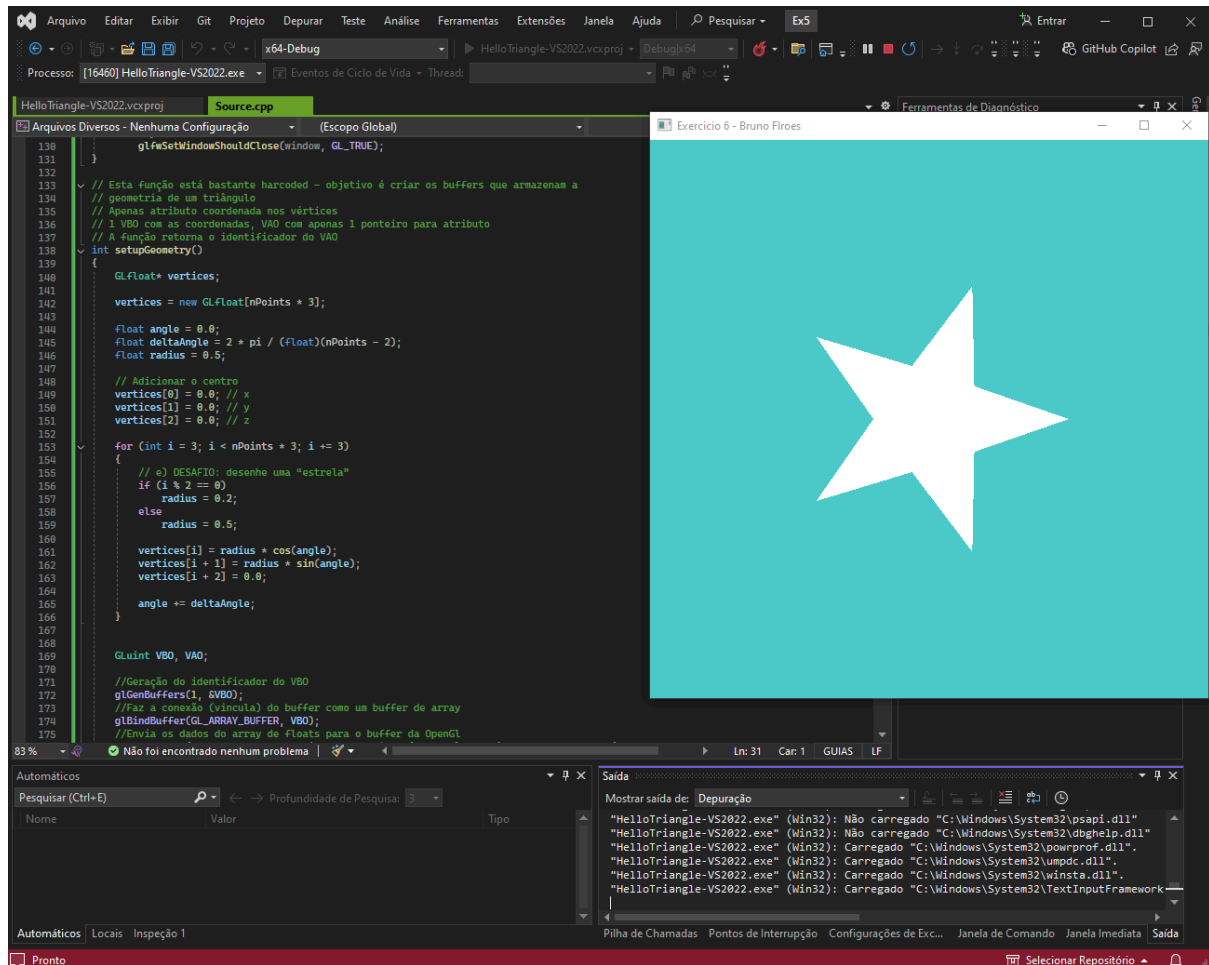 Arquivo Editar Exibir Git Projeto Depurar Teste Análise Ferramentas Extensões Janela Ajuda Pesquisar Ex5 Entrar
x64-Debug HelloTriangle-VS2022.vcxproj Debug|x64 GitHub Copilot
Processo: [16460] HelloTriangle-VS2022.exe Eventos de Ciclo de Vida Thread:
HelloTriangle-VS2022.vcxproj Source.cpp
Arquivos Diversos - Nenhuma Configuração (Escopo Global)
130 glfwSetWindowShouldClose(window, GL_TRUE);
131 }
132
133 // Esta função está bastante harcoded - objetivo é criar os buffers que armazenam a
134 // geometria de um triângulo
135 // Apenas atributo coordenada nos vértices
136 // 1 VBO com as coordenadas, VAO com apenas 1 ponteiro para atributo
137 // A função retorna o identificador do VAO
138 int setupGeometry()
139 {
140 GLfloat* vertices;
141
142 vertices = new GLfloat[nPoints * 3];
143
144 float angle = 0.0;
145 float deltaAngle = 2 * pi / (float)(nPoints - 2);
146 float radius = 0.5;
147
148 // Adicionar o centro
149 vertices[0] = 0.0; // x
150 vertices[1] = 0.0; // y
151 vertices[2] = 0.0; // z
152
153 for (int i = 3; i < nPoints * 3; i += 3)
154 {
155 // e) DESAFIO: desenhe uma “estrela”
156 if (i % 2 == 0)
157 radius = 0.2;
158 else
159 radius = 0.5;
160
161 vertices[i] = radius * cos(angle);
162 vertices[i + 1] = radius * sin(angle);
163 vertices[i + 2] = 0.0;
164
165 angle += deltaAngle;
166 }
167
168
169 GLuint VBO, VAO;
170
171 //Geração do identificador do VBO
172 glGenBuffers(1, &VBO);
173 //Faz a conexão (vincula) do buffer como um buffer de array
174 glBindBuffer(GL_ARRAY_BUFFER, VBO);
175 //Envia os dados do array de floats para o buffer da OpenGl
83 % Não foi encontrado nenhum problema Ln: 31 Car: 1 GUIAS LF
Ferramentas de Diagnóstico
Exercicio 6 - Bruno Flroes
Automáticos
Pesquisar (Ctrl+E) Profundidade de Pesquisa: 3
Nome Valor Tipo
Automáticos Locais Inspeção 1
Saída
Mostrar saída de: Depuração
"HelloTriangle-VS2022.exe" (Win32): Não carregado "C:\Windows\System32\psapi.dll"
"HelloTriangle-VS2022.exe" (Win32): Não carregado "C:\Windows\System32\dbghelp.dll"
"HelloTriangle-VS2022.exe" (Win32): Carregado "C:\Windows\System32\powrprof.dll".
"HelloTriangle-VS2022.exe" (Win32): Carregado "C:\Windows\System32\umpdc.dll".
"HelloTriangle-VS2022.exe" (Win32): Carregado "C:\Windows\System32\winsta.dll".
"HelloTriangle-VS2022.exe" (Win32): Carregado "C:\Windows\System32\TextInputFramework
Pilha de Chamadas Pontos de Interrupção Configurações de Exc... Janela de Comando Janela Imediata Saída
Pronto Selecionar Repositório